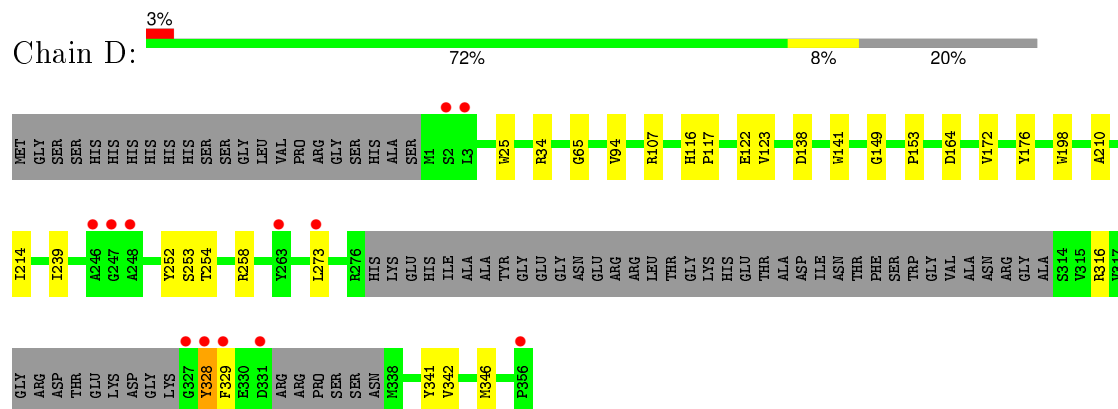 3%
Chain D:
72% 8% 20%
MET GLY SER SER HIS HIS HIS HIS HIS HIS SER SER GLY LEU VAL PRO ARG GLY SER HIS ALA SER M1 S2 L3 W25 R34 G65 V94 R107 H116 P117 E122 V123 D138 W141 G149 P153 D164 V172 Y176 W198 A210
I214 I239 A246 G247 A248 Y252 S253 T254 R258 Y263 L273 R276 HIS LYS GLU HIS ILE ALA ALA TYR GLY GLU GLY ASN GLU ARG ARG LEU THR GLY LYS HIS GLU THR ALA ASP ILE ASN THR PHE SER TRP GLY VAL ALA ASN ARG GLY ALA S314 V315 R316 V317
GLY ARG ASP THR GLU LYS ASP GLY LYS G327 Y328 F329 E330 D331 ARG ARG PRO SER SER ASN M338 Y341 V342 M346 P356